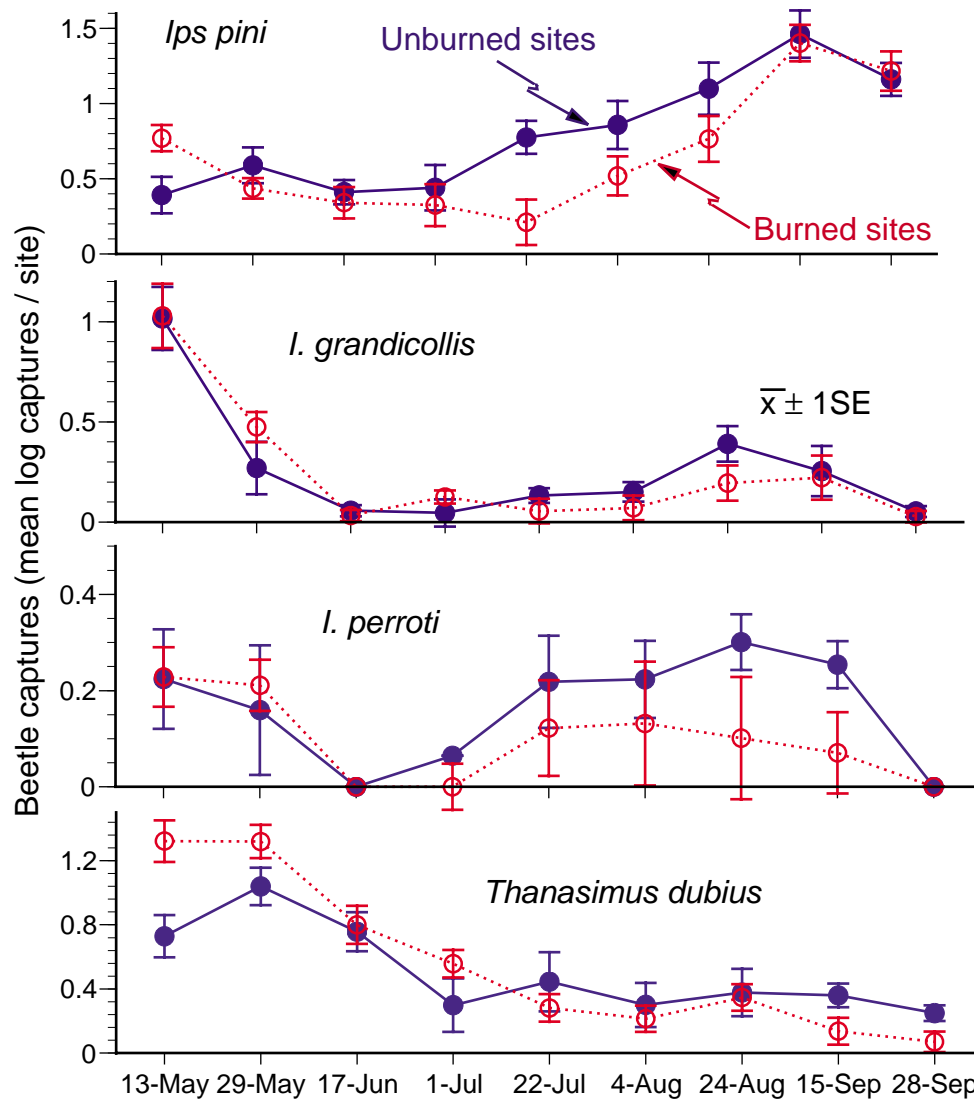 Beetle captures (mean log captures / site)
Ips pini
Unburned sites
Burned sites
1.5
1
0.5
0
I. grandicollis
x̅ ± 1SE
1
0.5
0
I. perroti
0.4
0.2
0
Thanasimus dubius
1.2
0.8
0.4
0
13-May 29-May 17-Jun 1-Jul 22-Jul 4-Aug 24-Aug 15-Sep 28-Sep